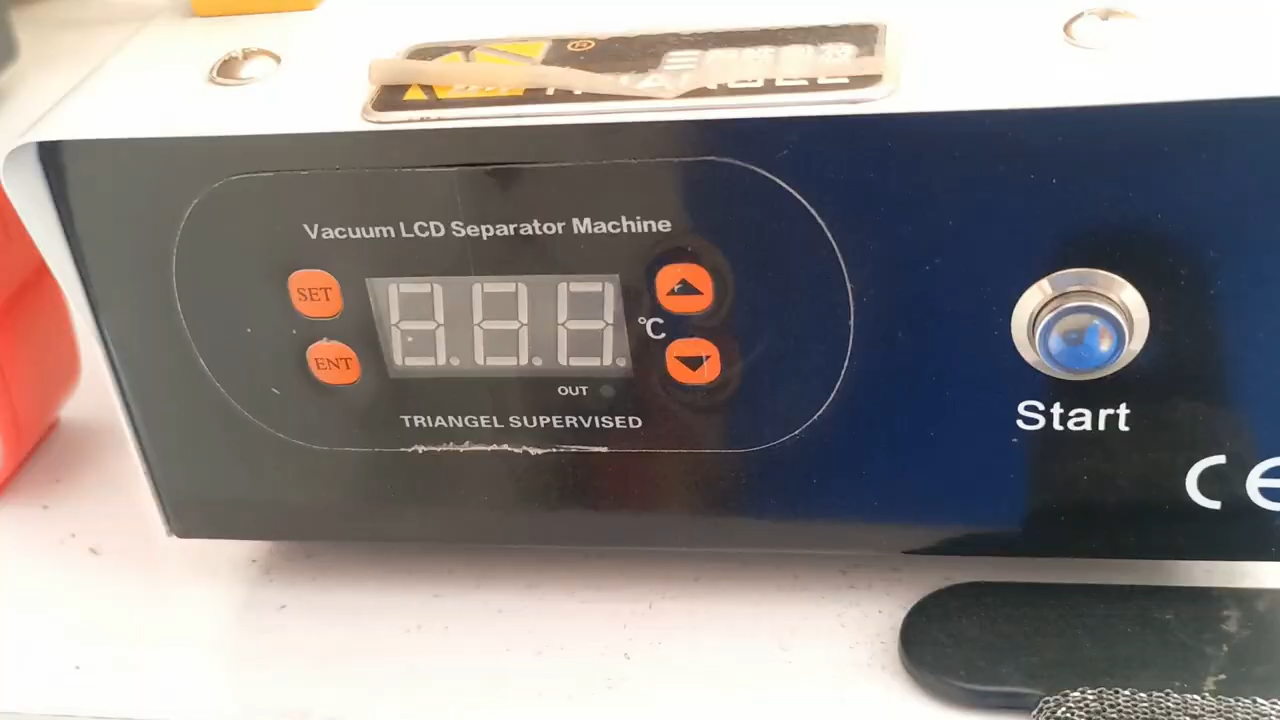 ®
Vacuum LCD Separator Machine
SET
ENT
°C
OUT
TRIANGEL SUPERVISED
Start
CE